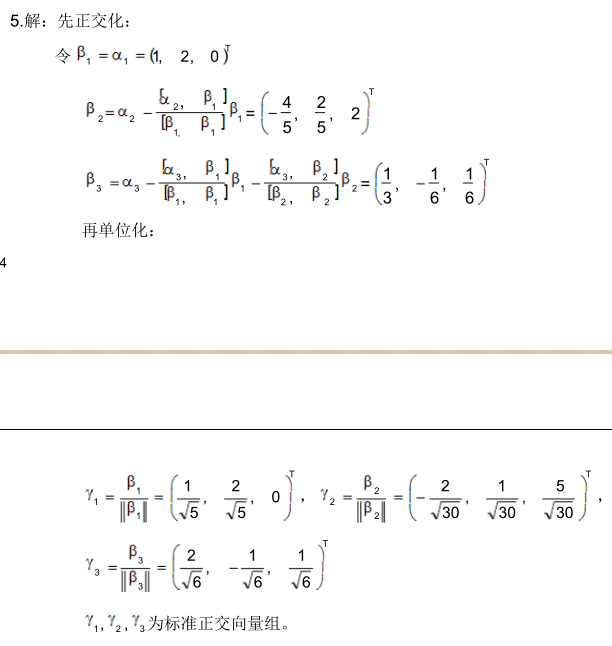 5.解：先正交化：
令 β₁ = α₁ = (1, 2, 0)ᵀ
β₂ = α₂ − [α₂, β₁]/[β₁, β₁] β₁ = (−4/5, 2/5, 2)ᵀ
β₃ = α₃ − [α₃, β₁]/[β₁, β₁] β₁ − [α₃, β₂]/[β₂, β₂] β₂ = (1/3, −1/6, 1/6)ᵀ
再单位化：
4
γ₁ = β₁/‖β₁‖ = (1/√5, 2/√5, 0)ᵀ, γ₂ = β₂/‖β₂‖ = (−2/√30, 1/√30, 5/√30)ᵀ,
γ₃ = β₃/‖β₃‖ = (2/√6, −1/√6, 1/√6)ᵀ
γ₁, γ₂, γ₃ 为标准正交向量组。